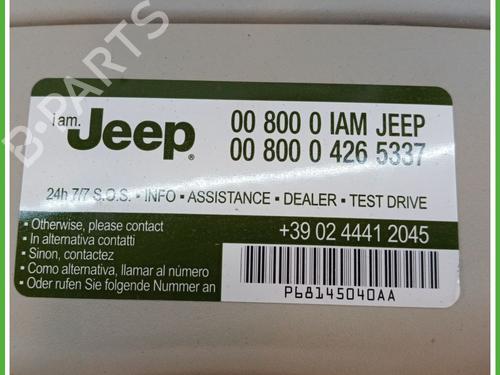 i am.
Jeep®
00 800 0 IAM JEEP
00 800 0 426 5337
24h 7/7 S.O.S. • INFO • ASSISTANCE • DEALER • TEST DRIVE
• Otherwise, please contact
• In alternativa contatti
• Sinon, contactez
• Como alternativa, llamar al número
• Oder rufen Sie folgende Nummer an
+39 02 4441 2045
P68145040AA
B-PARTS